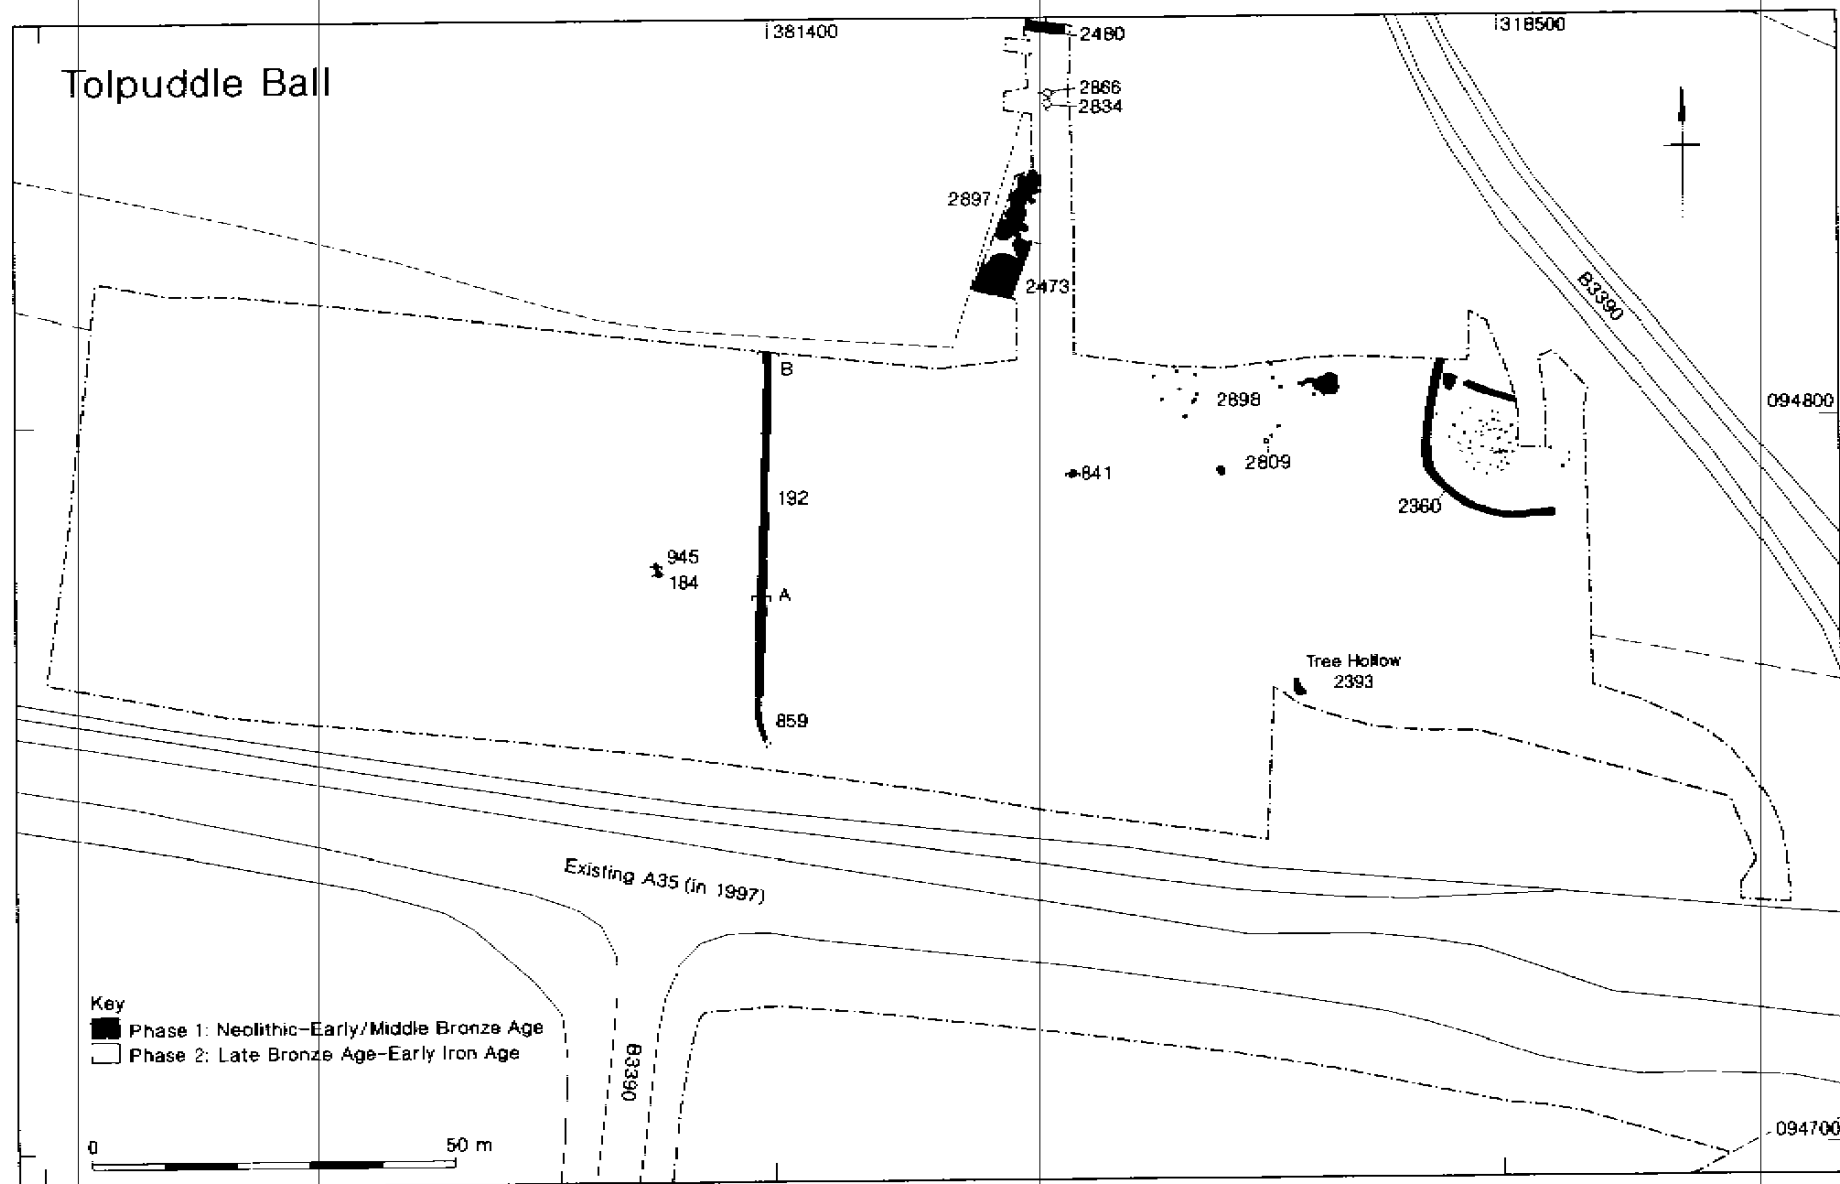 381400
318500
2480
Tolpuddle Ball
2866
2834
2897
2473
B3390
B
2898
094800
2809
841
192
2360
945
184
A
Tree Hollow
2393
859
Existing A35 (in 1997)
Key
Phase 1: Neolithic-Early/Middle Bronze Age
Phase 2: Late Bronze Age-Early Iron Age
B3390
094700
0
50 m